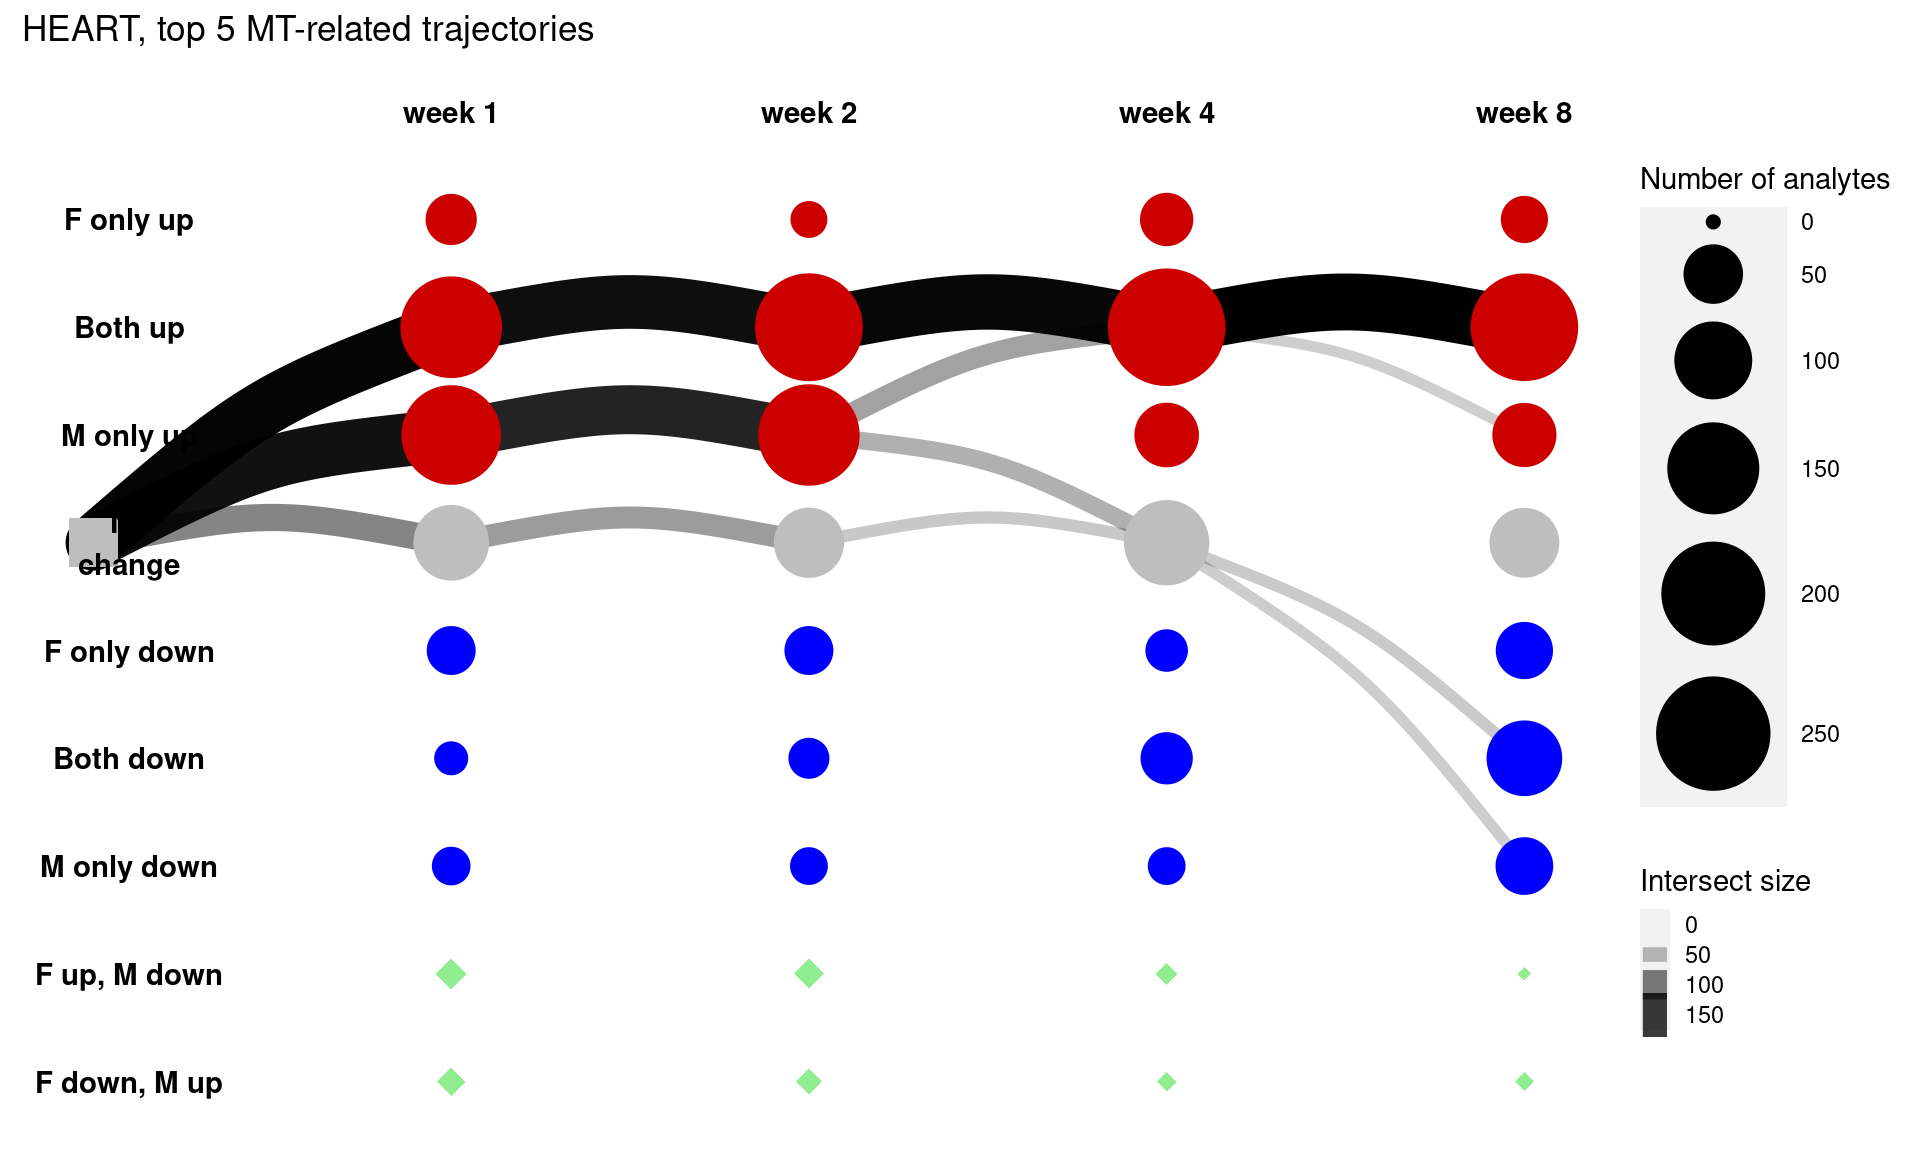 HEART, top 5 MT-related trajectories
week 1
week 2
week 4
week 8
F only up
Both up
M only up
change
F only down
Both down
M only down
F up, M down
F down, M up
Number of analytes
0
50
100
150
200
250
Intersect size
0
50
100
150